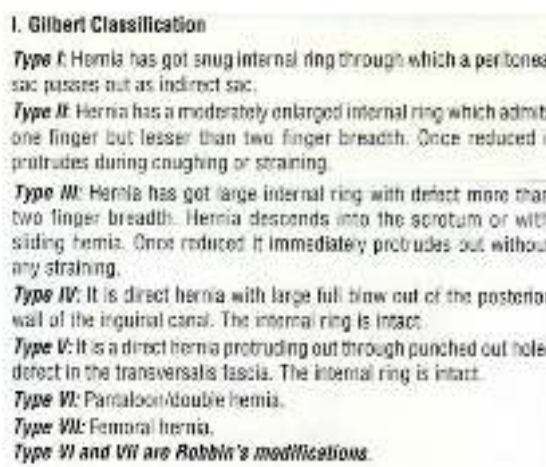 I. Gilbert Classification
Type I: Hernia has got snug internal ring through which a peritonea
sac passes out as indirect sac.
Type II: Hernia has a moderately enlarged internal ring which admit
one finger but lesser than two finger breadth. Once reduced
protrudes during coughing or straining.
Type III: Hernia has got large internal ring with defect more than
two finger breadth. Hernia descends into the scrotum or with
sliding hernia. Once reduced it immediately protrudes out without
any straining.
Type IV: It is direct hernia with large full blow out of the posterior
wall of the inguinal canal. The internal ring is intact.
Type V: It is a direct hernia protruding out through punched out hole
defect in the transversalis fascia. The internal ring is intact.
Type VI: Pantaloon/double hernia.
Type VII: Femoral hernia.
Type VI and VII are Robbin's modifications.